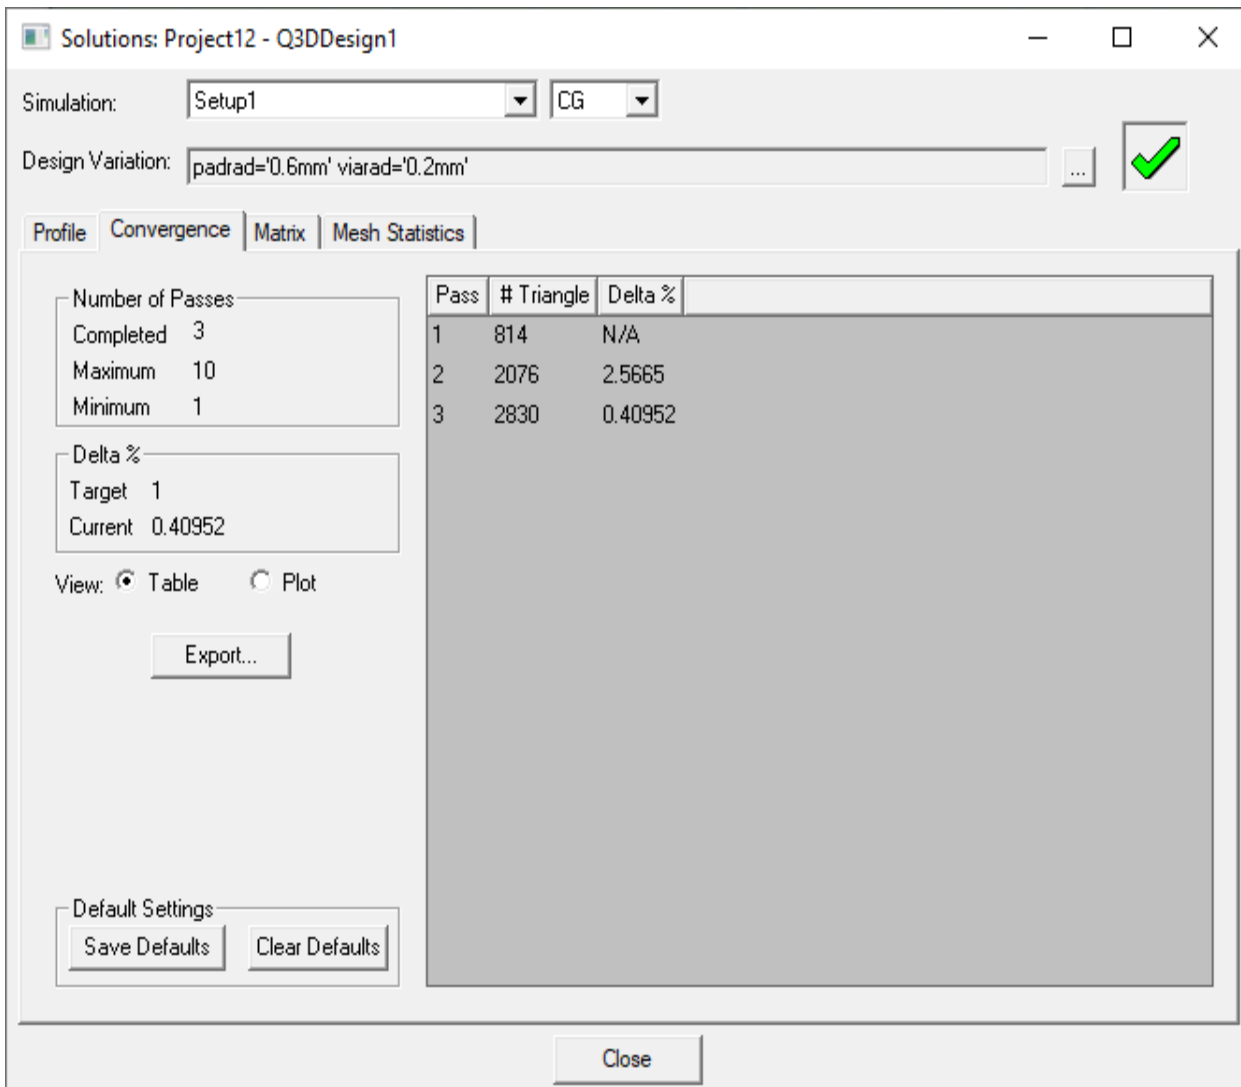 Solutions: Project12 - Q3DDesign1
Simulation: Setup1 CG
Design Variation: padrad='0.6mm' viarad='0.2mm' ...
Profile Convergence Matrix Mesh Statistics
Number of Passes
Completed 3
Maximum 10
Minimum 1
Delta %
Target 1
Current 0.40952
View: Table Plot
Export...
Default Settings
Save Defaults Clear Defaults
Pass # Triangle Delta %
1 814 N/A
2 2076 2.5665
3 2830 0.40952
Close